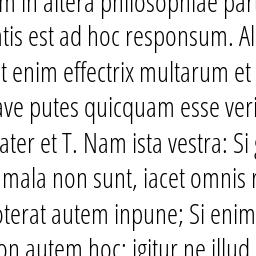 m in altera philosophiae par
tis est ad hoc responsum. Al
t enim effectrix multarum et
ave putes quicquam esse veri
ater et T. Nam ista vestra: Si
mala non sunt, iacet omnis r
oterat autem inpune; Si enim
on autem hoc: igitur ne illud